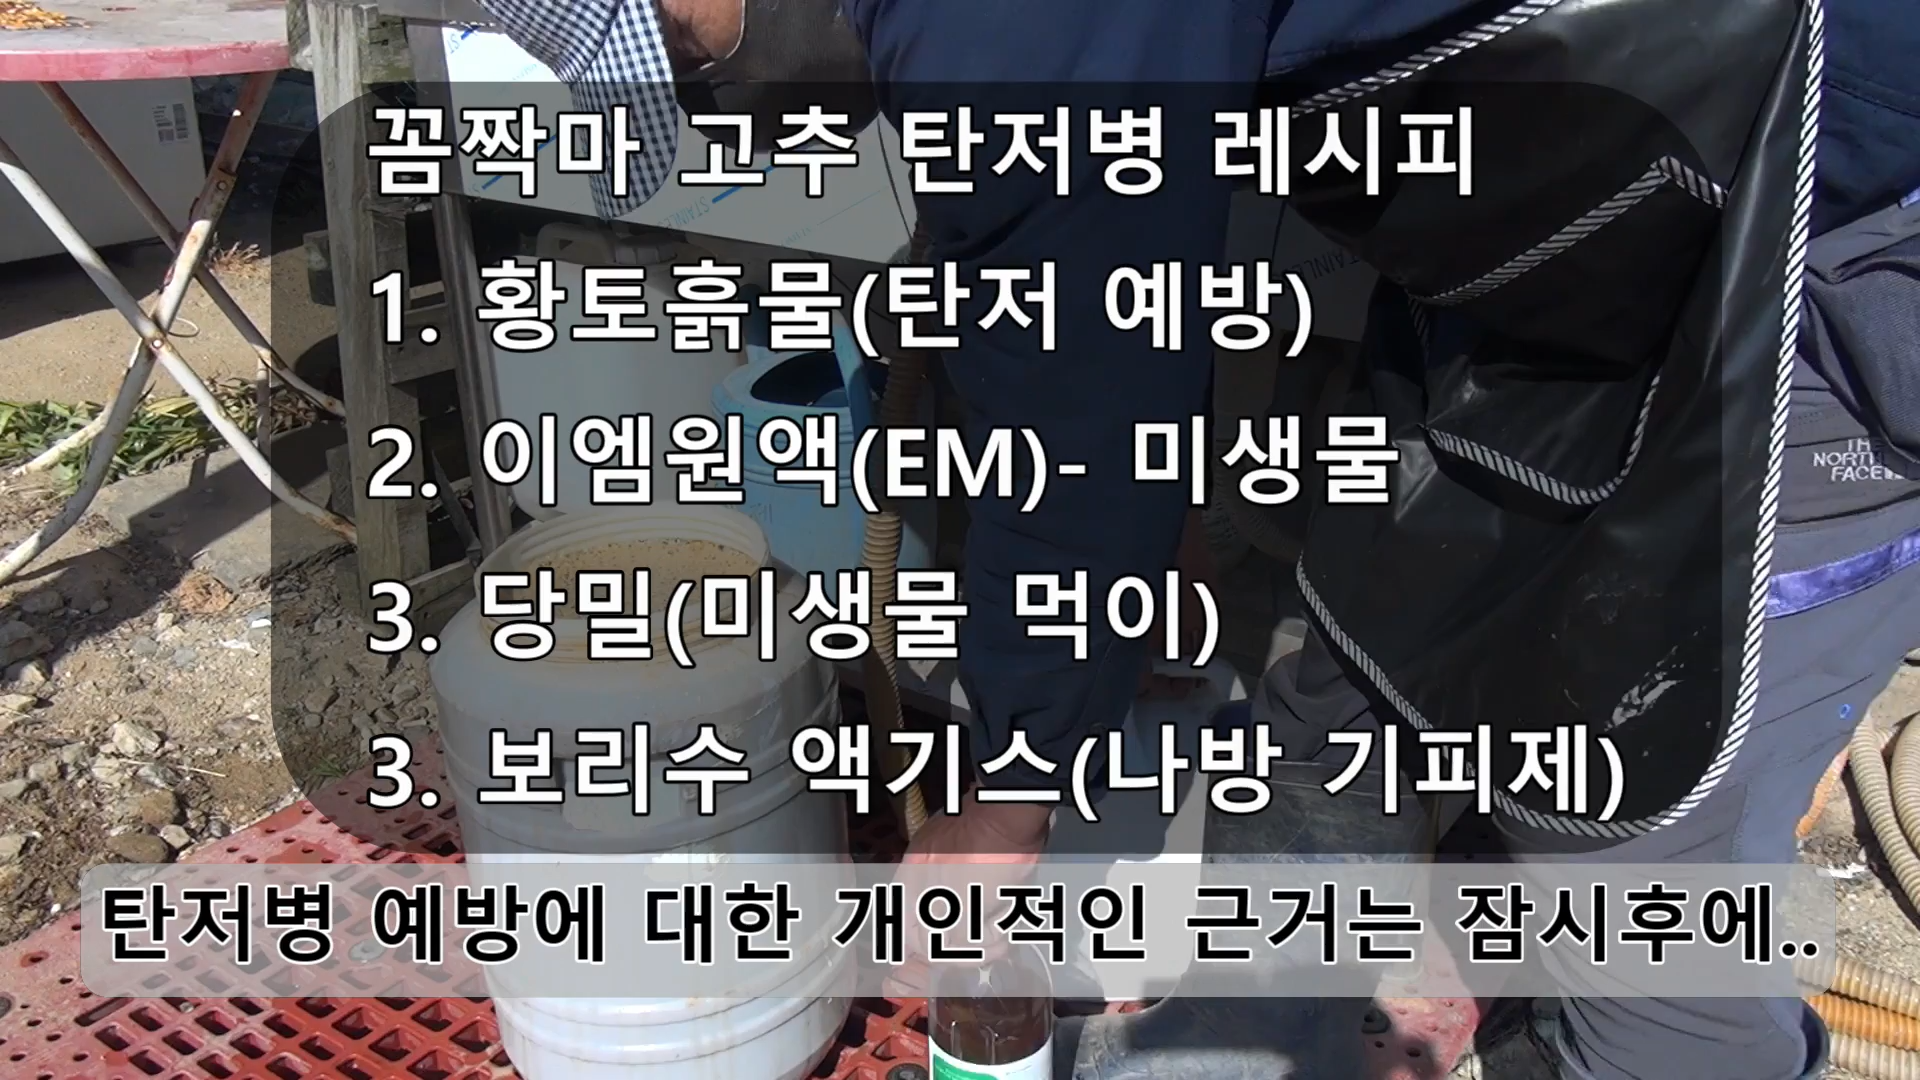 꼼짝마 고추 탄저병 레시피
1. 황토흙물(탄저 예방)
2. 이엠원액(EM)- 미생물
3. 당밀(미생물 먹이)
3. 보리수 액기스(나방 기피제)
탄저병 예방에 대한 개인적인 근거는 잠시후에..
THE
NORTH
FACE